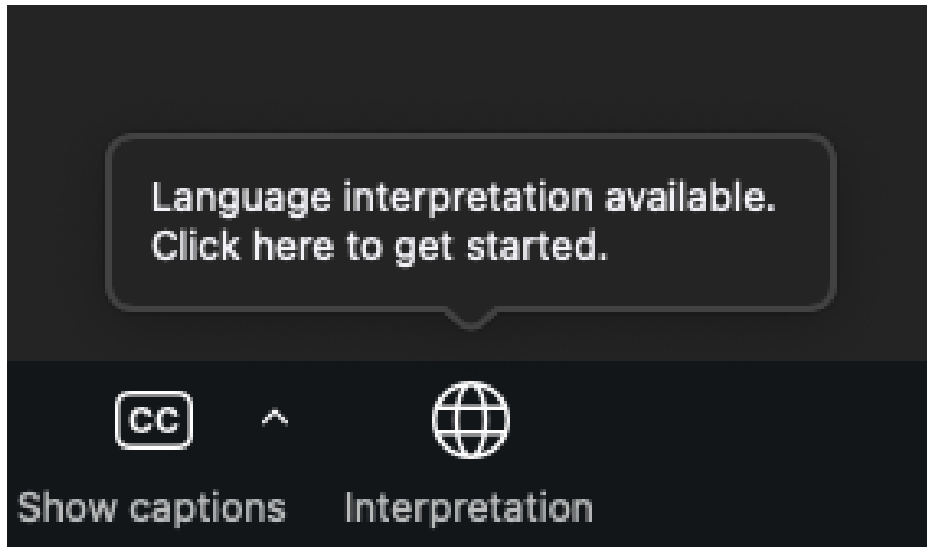 Language interpretation available.
Click here to get started.
CC
Show captions
Interpretation